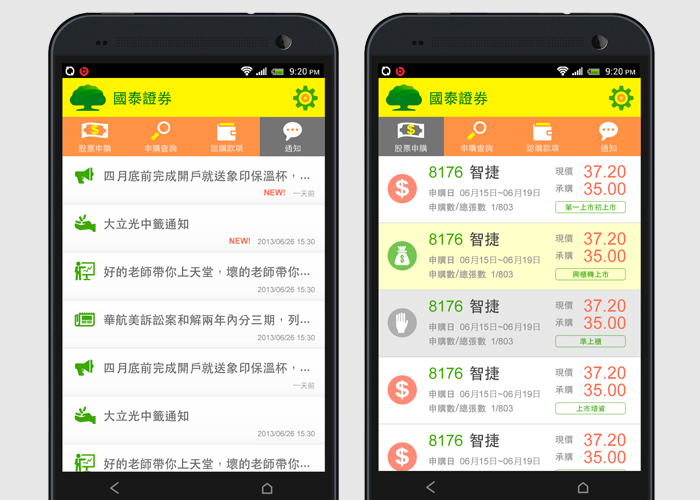 9:20 PM
國泰證券
股票申購
申購查詢
認購款項
通知
四月底前完成開戶就送象印保溫杯，...
NEW! 一天前
大立光中籤通知
NEW! 2013/06/26 15:30
好的老師帶你上天堂，壞的老師帶你...
2013/06/26 15:30
華航美訴訟案和解兩年內分三期，列...
2013/06/26 15:30
四月底前完成開戶就送象印保溫杯，...
一天前
大立光中籤通知
2013/06/26 15:30
好的老師帶你上天堂，壞的老師帶你...
9:20 PM
國泰證券
股票申購
申購查詢
認購款項
通知
8176 智捷
現價 37.20
申購日 06月15日~06月19日
承購 35.00
申購數/總張數 1/803
第一上市初上市
8176 智捷
現價 37.20
申購日 06月15日~06月19日
承購 35.00
申購數/總張數 1/803
興櫃轉上市
8176 智捷
現價 37.20
申購日 06月15日~06月19日
承購 35.00
申購數/總張數 1/803
準上櫃
8176 智捷
現價 37.20
申購日 06月15日~06月19日
承購 35.00
申購數/總張數 1/803
上市增資
8176 智捷
現價 37.20
申購日 06月15日~06月19日
承購 35.00